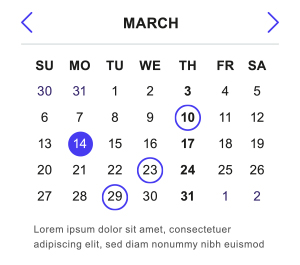 MARCH
SU MO TU WE TH FR SA
30 31 1 2 3 4 5
6 7 8 9 10 11 12
13 14 15 16 17 18 19
20 21 22 23 24 25 26
27 28 29 30 31 1 2
Lorem ipsum dolor sit amet, consectetuer
adipiscing elit, sed diam nonummy nibh euismod